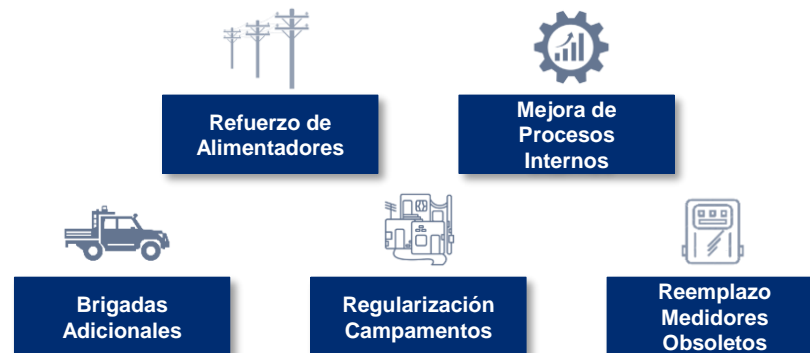 Refuerzo de
Alimentadores
Mejora de
Procesos
Internos
Brigadas
Adicionales
Regularización
Campamentos
Reemplazo
Medidores
Obsoletos